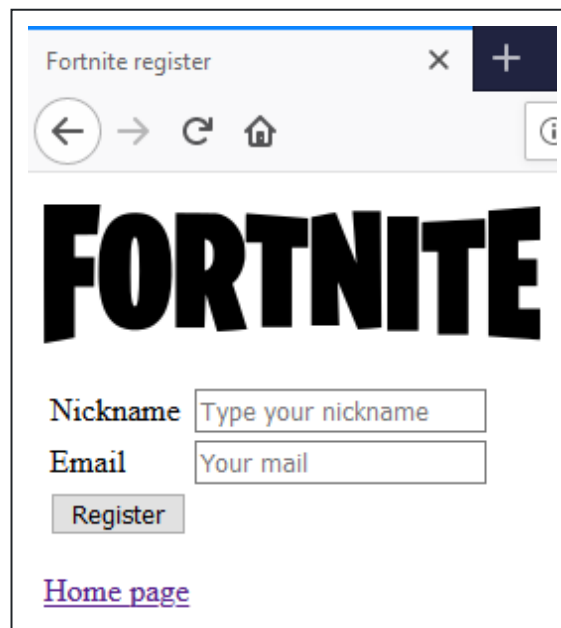 Fortnite register
FORTNITE
Nickname Type your nickname
Email Your mail
Register
Home page